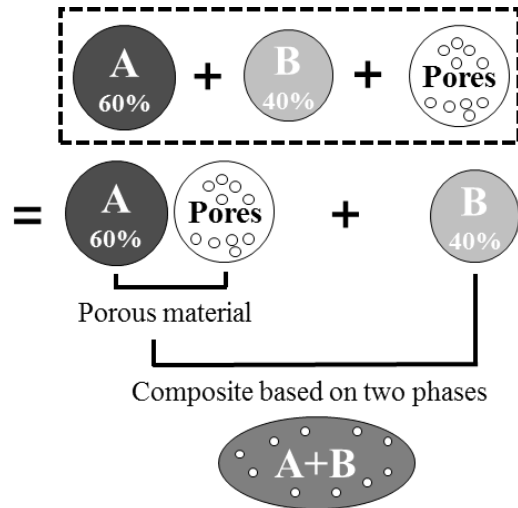 A + B + Pores
60% 40%
= A Pores + B
60% 40%
Porous material
Composite based on two phases
A+B